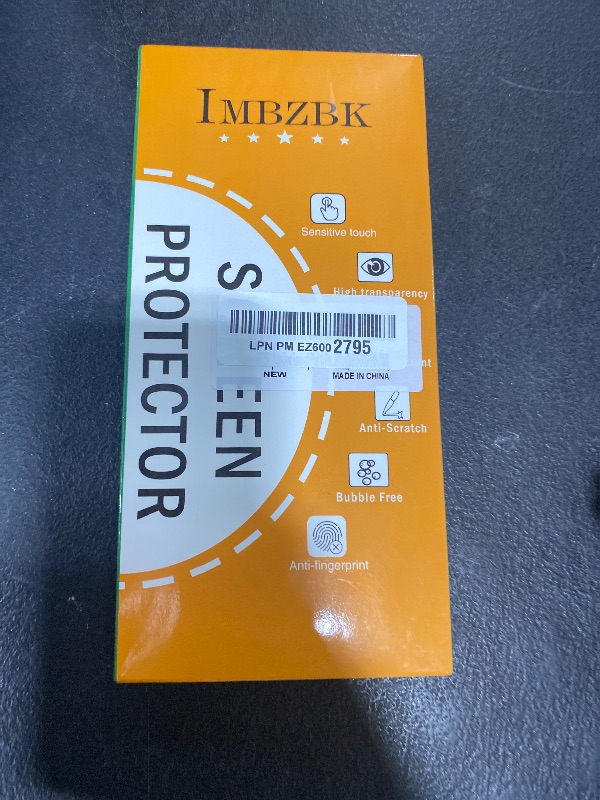 IMBZBK
Sensitive touch
High transparency
LPN PM EZ600 2795
NEW
MADE IN CHINA
Anti-Scratch
Bubble Free
Anti-fingerprint
PROTECTOR